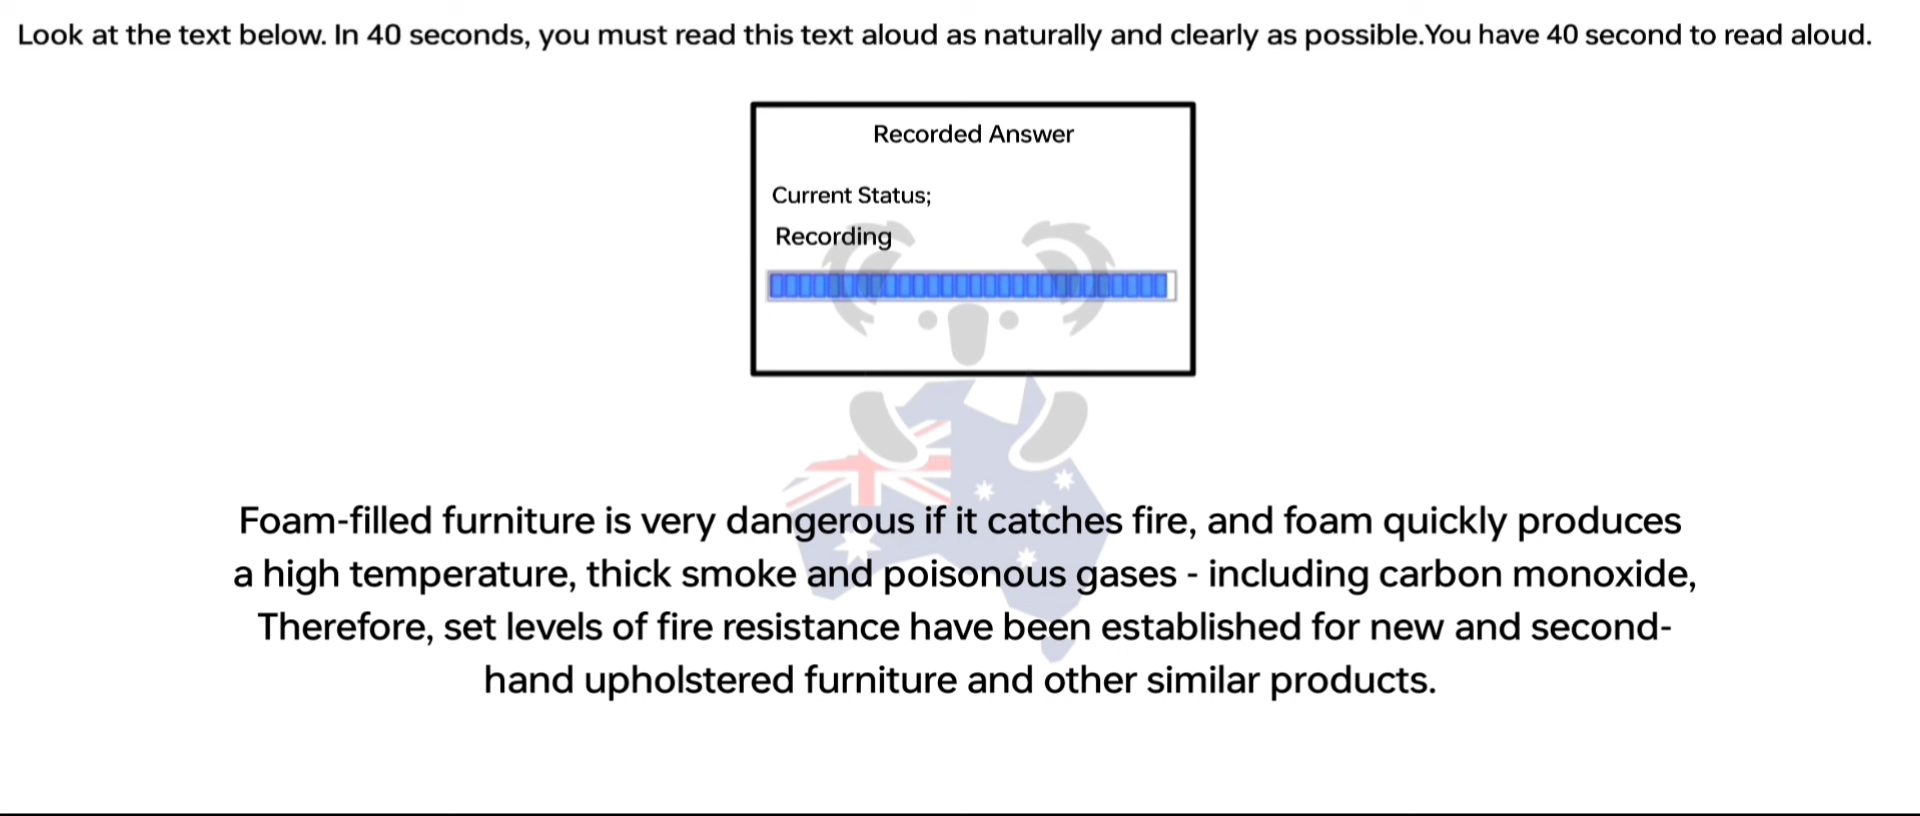 Look at the text below. In 40 seconds, you must read this text aloud as naturally and clearly as possible.You have 40 second to read aloud.
Recorded Answer
Current Status;
Recording
Foam-filled furniture is very dangerous if it catches fire, and foam quickly produces
a high temperature, thick smoke and poisonous gases - including carbon monoxide,
Therefore, set levels of fire resistance have been established for new and second-
hand upholstered furniture and other similar products.